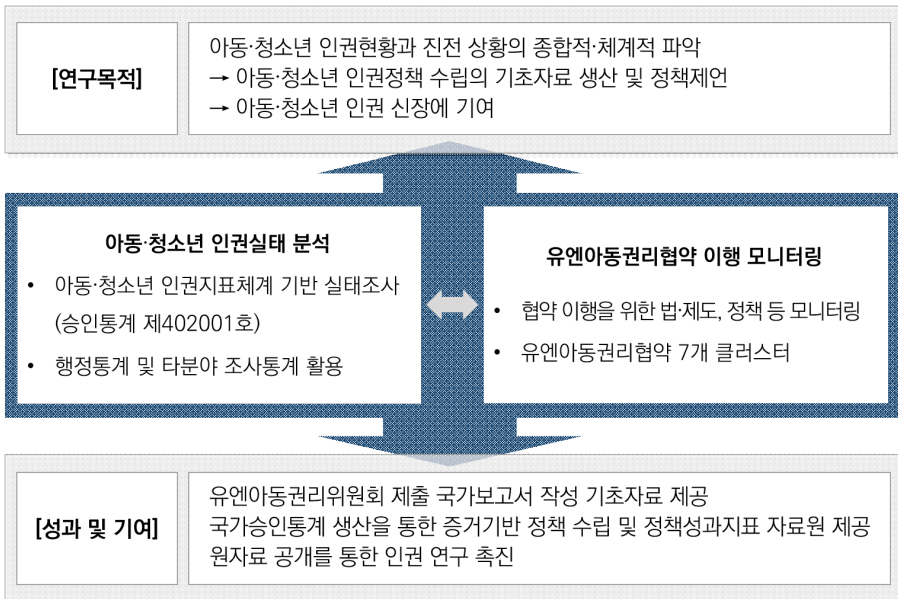 [연구목적]
아동·청소년 인권현황과 진전 상황의 종합적·체계적 파악
→ 아동·청소년 인권정책 수립의 기초자료 생산 및 정책제언
→ 아동·청소년 인권 신장에 기여
아동·청소년 인권실태 분석
• 아동·청소년 인권지표체계 기반 실태조사
(승인통계 제402001호)
• 행정통계 및 타분야 조사통계 활용
유엔아동권리협약 이행 모니터링
• 협약 이행을 위한 법·제도, 정책 등 모니터링
• 유엔아동권리협약 7개 클러스터
[성과 및 기여]
유엔아동권리위원회 제출 국가보고서 작성 기초자료 제공
국가승인통계 생산을 통한 증거기반 정책 수립 및 정책성과지표 자료원 제공
원자료 공개를 통한 인권 연구 촉진